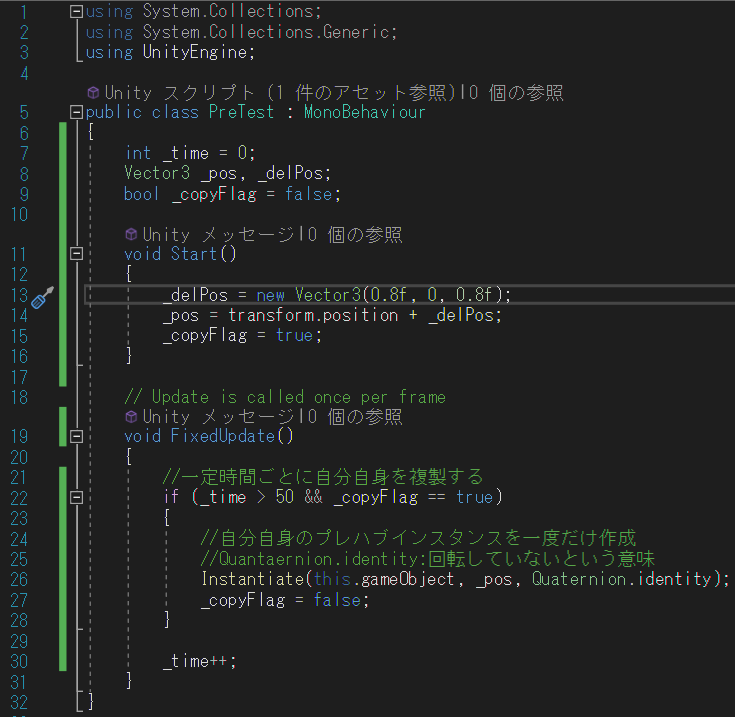 1 using System.Collections;
2 using System.Collections.Generic;
3 using UnityEngine;
4
Unity スクリプト (1 件のアセット参照)|0 個の参照
5 public class PreTest : MonoBehaviour
6 {
7 int _time = 0;
8 Vector3 _pos, _delPos;
9 bool _copyFlag = false;
10
Unity メッセージ|0 個の参照
11 void Start()
12 {
13 _delPos = new Vector3(0.8f, 0, 0.8f);
14 _pos = transform.position + _delPos;
15 _copyFlag = true;
16 }
17
18 // Update is called once per frame
Unity メッセージ|0 個の参照
19 void FixedUpdate()
20 {
21 //一定時間ごとに自分自身を複製する
22 if (_time > 50 && _copyFlag == true)
23 {
24 //自分自身のプレハブインスタンスを一度だけ作成
25 //Quantaernion.identity:回転していないという意味
26 Instantiate(this.gameObject, _pos, Quaternion.identity);
27 _copyFlag = false;
28 }
29
30 _time++;
31 }
32 }